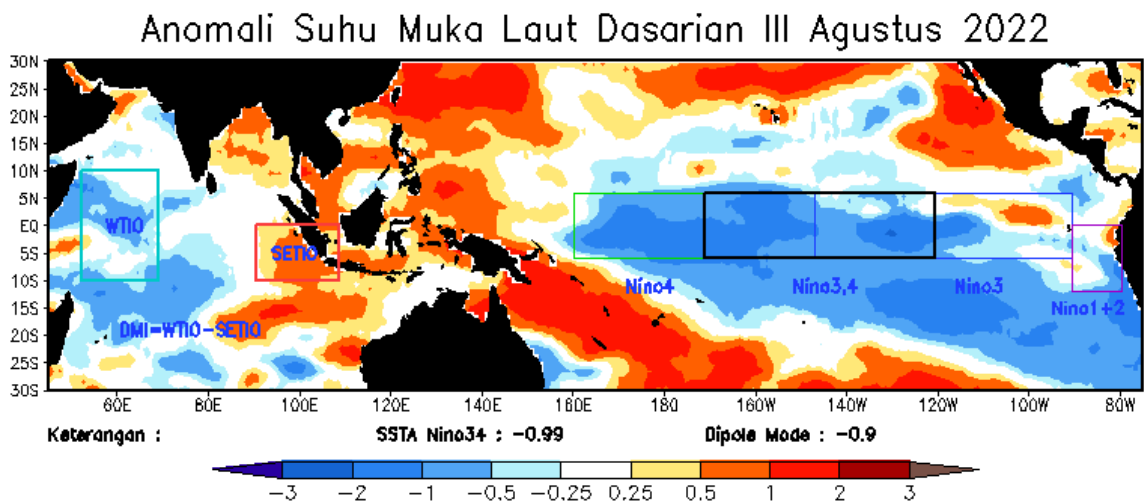 Anomali Suhu Muka Laut Dasarian III Agustus 2022
30N
25N
20N
15N
10N
5N
EQ
5S
10S
15S
20S
25S
30S
WTIO
SETIO
DMI=WTIO-SETIO
Nino4
Nino3,4
Nino3
Nino1+2
60E 80E 100E 120E 140E 160E 180 160W 140W 120W 100W 80W
Keterangan : SSTA Nino34 : -0.99 Dipole Mode : -0.9
-3 -2 -1 -0.5 -0.25 0.25 0.5 1 2 3